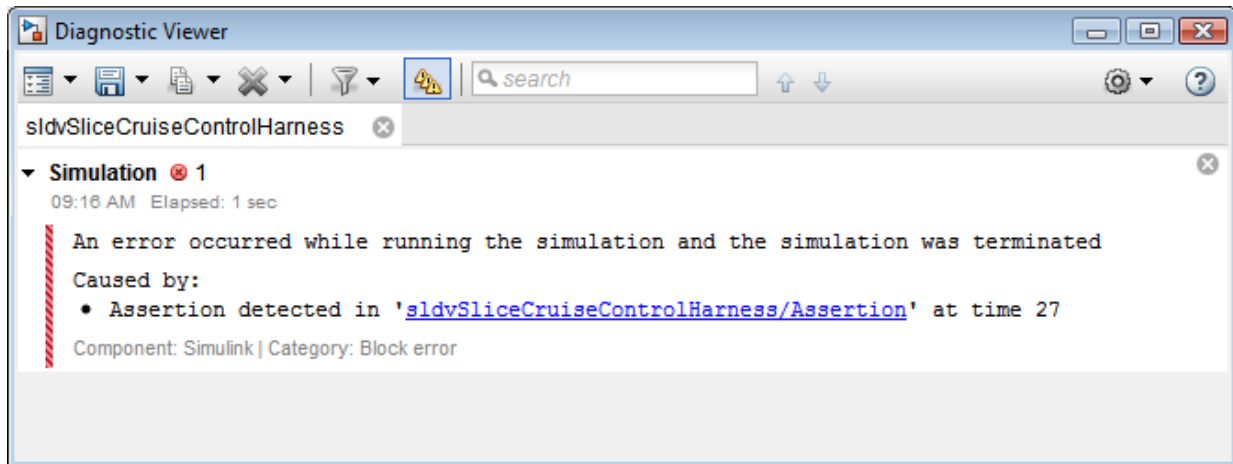 Diagnostic Viewer
search
sldvSliceCruiseControlHarness
Simulation 1
09:16 AM Elapsed: 1 sec
An error occurred while running the simulation and the simulation was terminated
Caused by:
• Assertion detected in 'sldvSliceCruiseControlHarness/Assertion' at time 27
Component: Simulink | Category: Block error